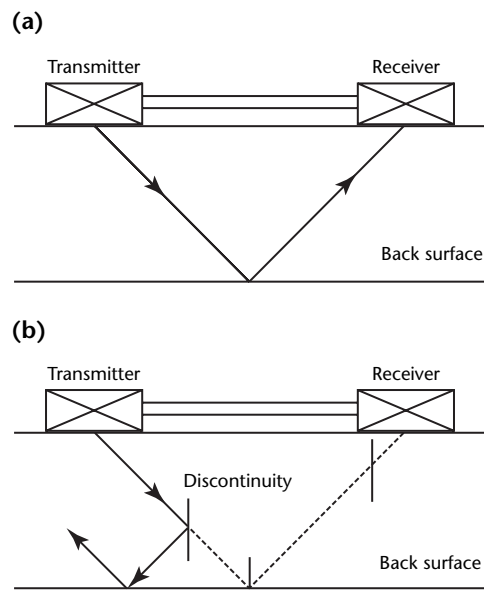 (a)
Transmitter Receiver
Back surface
(b)
Transmitter Receiver
Discontinuity
Back surface